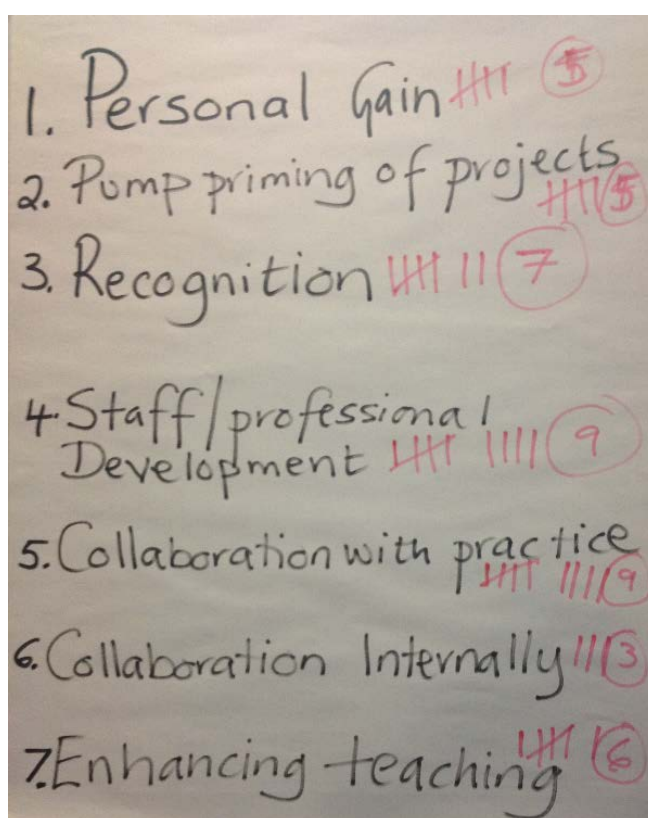 1. Personal Gain 𝍸 5
2. Pump priming of projects
𝍸 5
3. Recognition 𝍸 || 7
4. Staff/professional
Development 𝍸 |||| 9
5. Collaboration with practice
𝍸 |||| 9
6. Collaboration Internally ||| 3
7. Enhancing teaching 𝍸 | 6